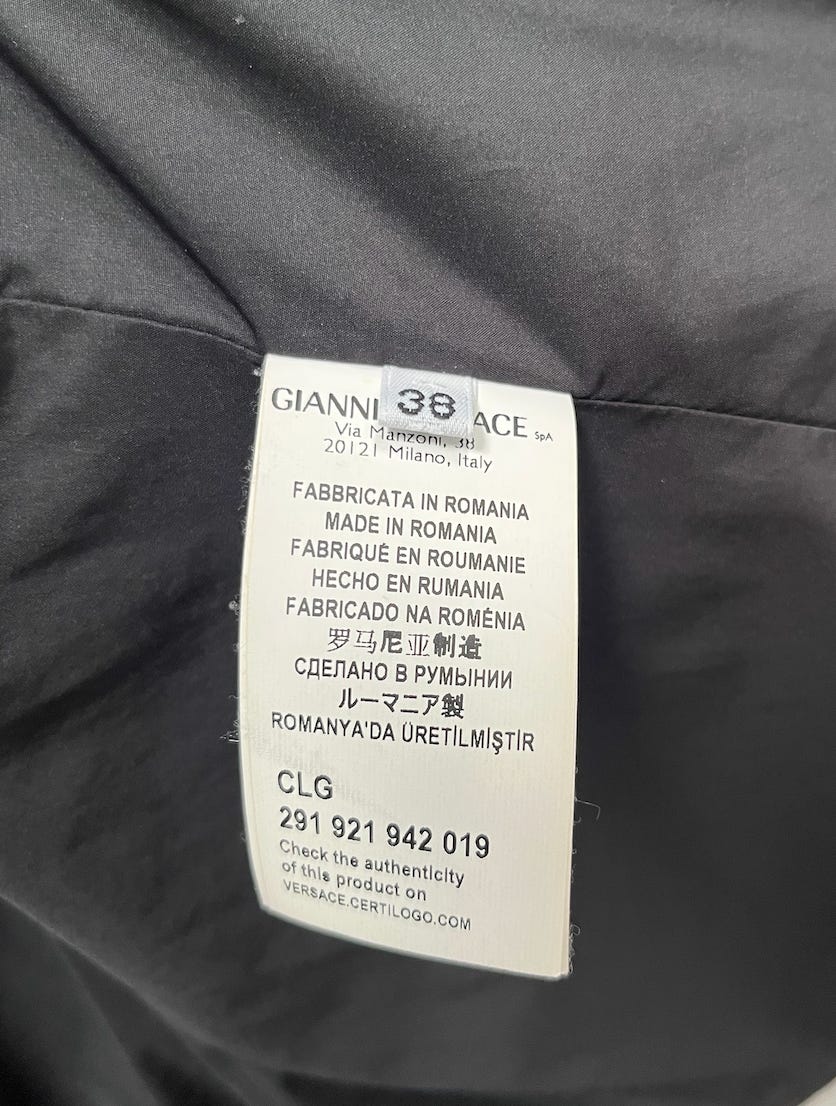 38
GIANNI ACE SpA
Via Manzoni, 38
20121 Milano, Italy
FABBRICATA IN ROMANIA
MADE IN ROMANIA
FABRIQUÉ EN ROUMANIE
HECHO EN RUMANIA
FABRICADO NA ROMÉNIA
罗马尼亚制造
СДЕЛАНО В РУМЫНИИ
ルーマニア製
ROMANYA'DA ÜRETİLMİŞTİR
CLG
291 921 942 019
Check the authenticity
of this product on
VERSACE.CERTILOGO.COM